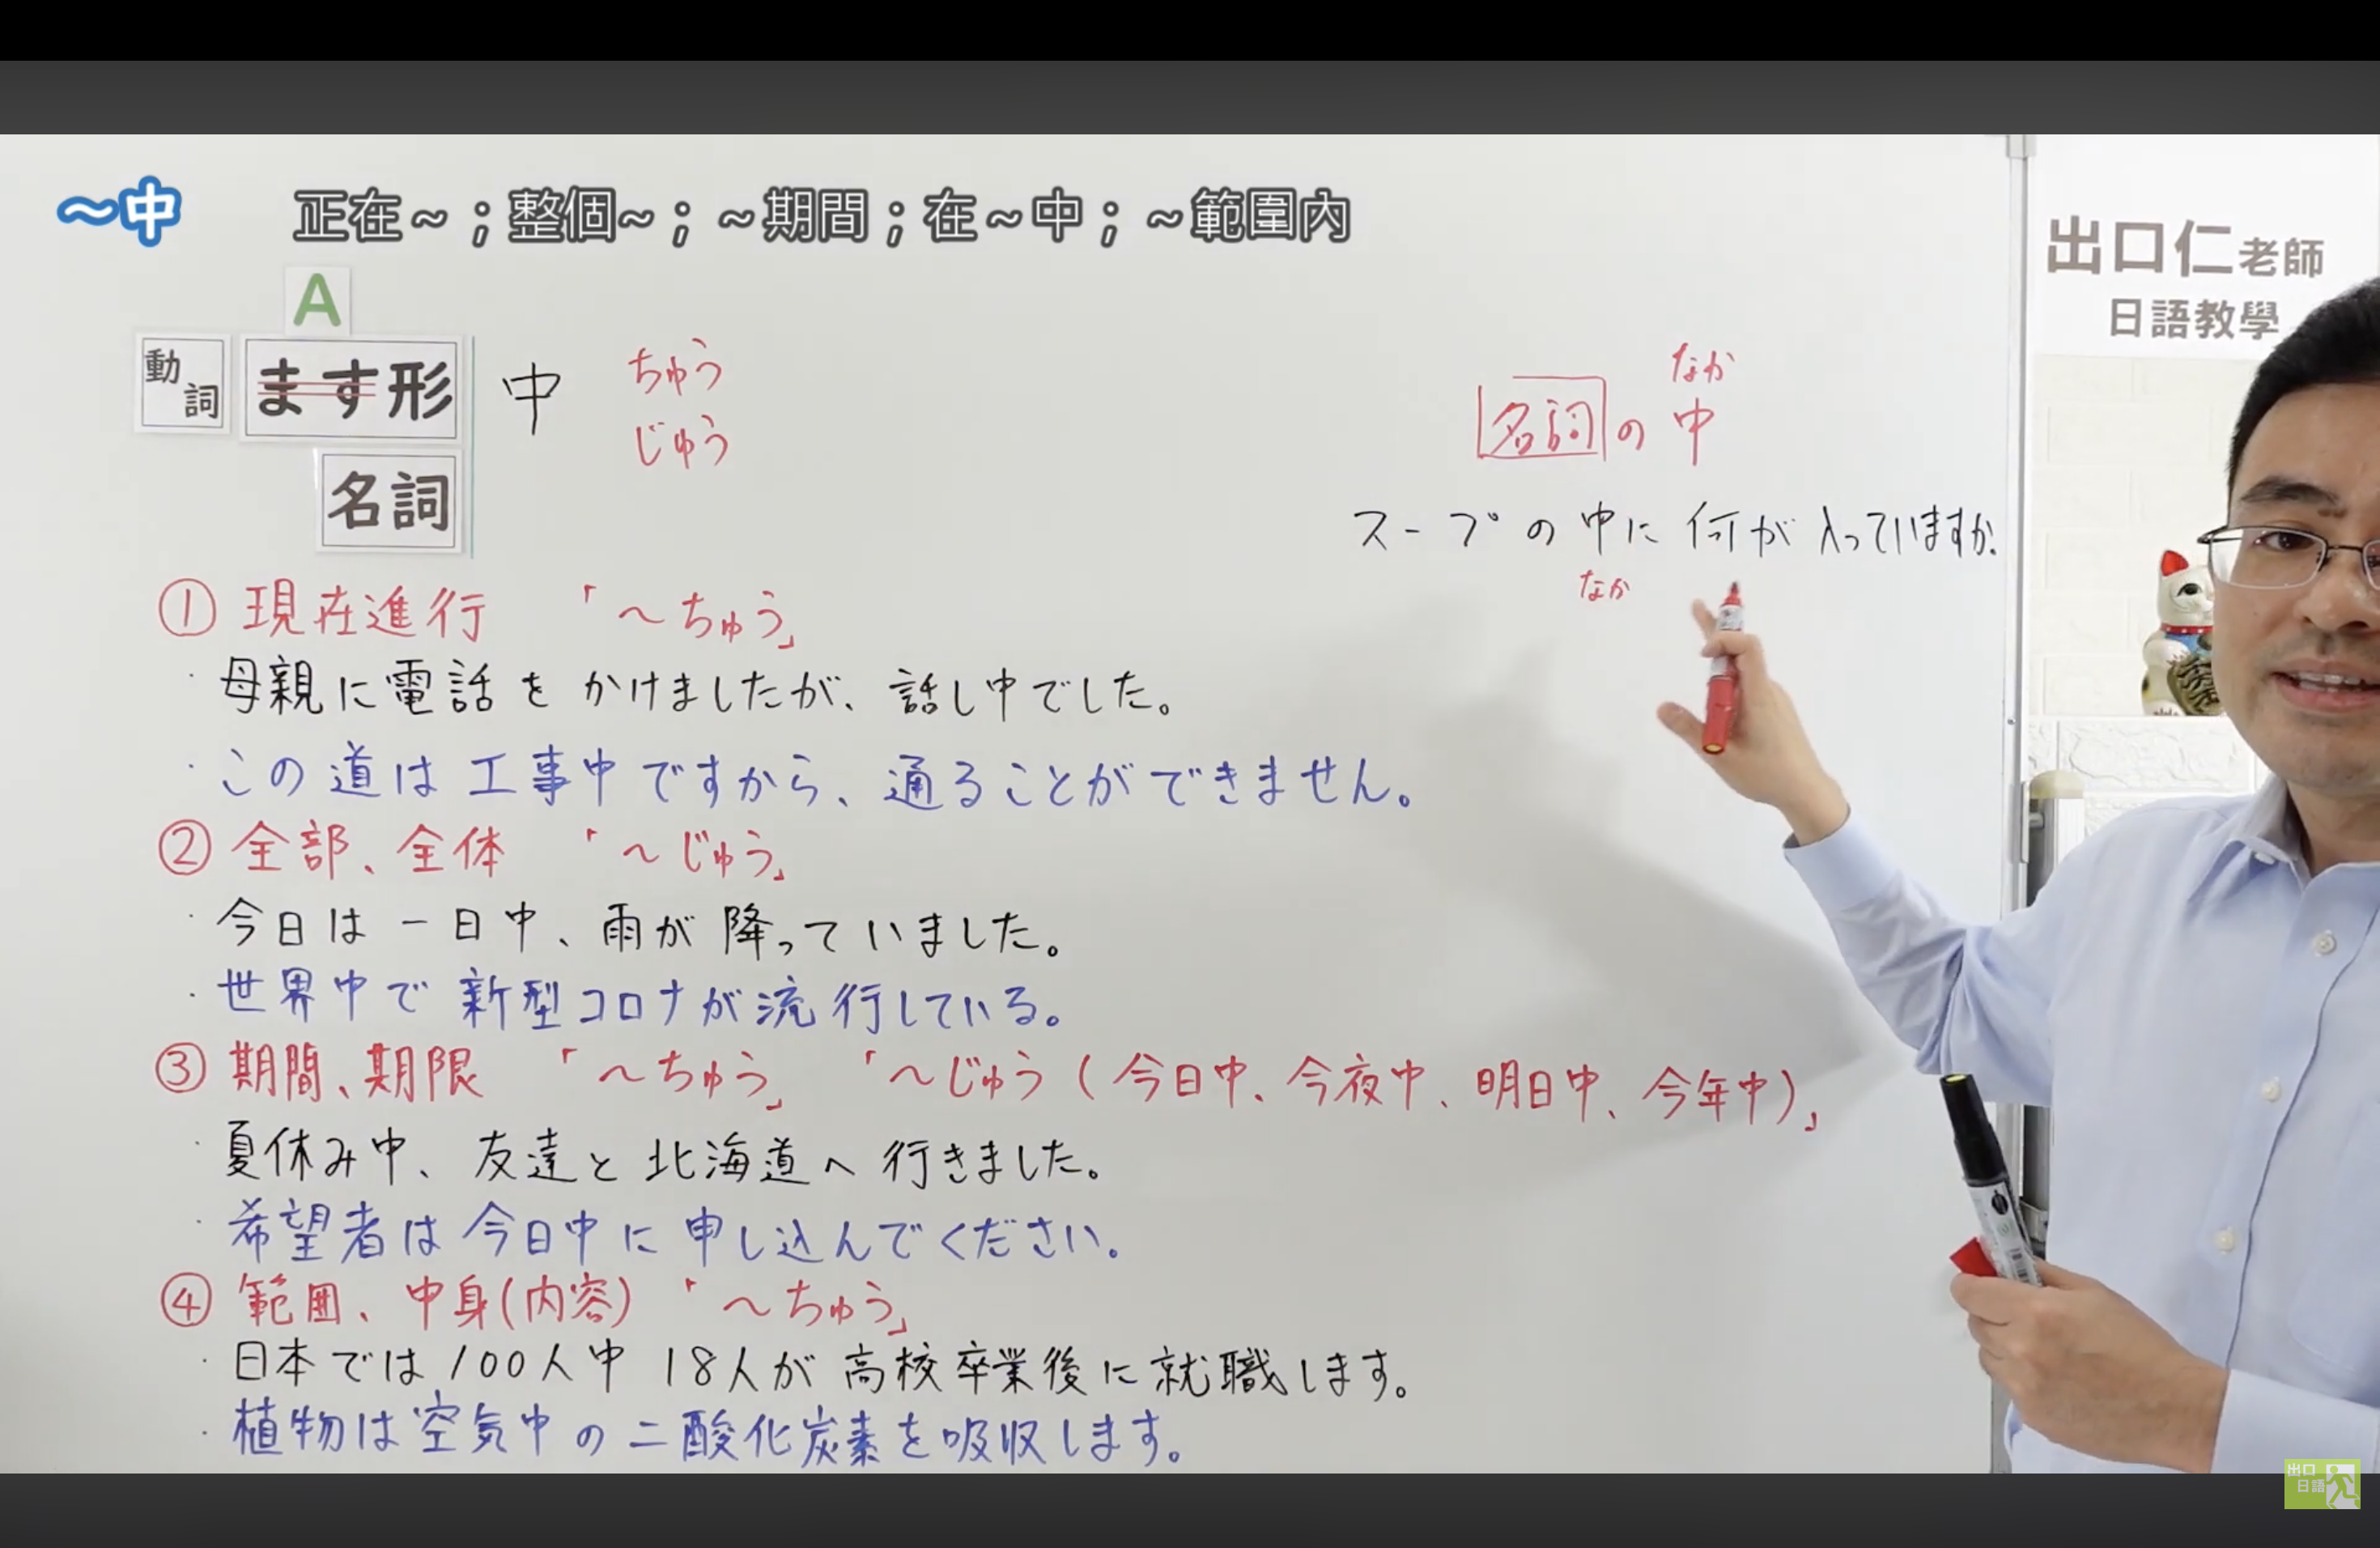 ～中 正在～；整個～；～期間；在～中；～範圍內
出口仁老師
日語教學
A
動詞 ます形 中 ちゅう
じゅう
名詞
なか
名詞の中
スープの中に何が入っていますか。
なか
① 現在進行 「～ちゅう」
・母親に電話をかけましたが、話し中でした。
・この道は工事中ですから、通ることができません。
② 全部、全体 「～じゅう」
・今日は一日中、雨が降っていました。
・世界中で新型コロナが流行している。
③ 期間、期限 「～ちゅう」 「～じゅう（今日中、今夜中、明日中、今年中）」
・夏休み中、友達と北海道へ行きました。
・希望者は今日中に申し込んでください。
④ 範囲、中身(内容) 「～ちゅう」
・日本では100人中18人が高校卒業後に就職します。
・植物は空気中の二酸化炭素を吸収します。
出口
日語